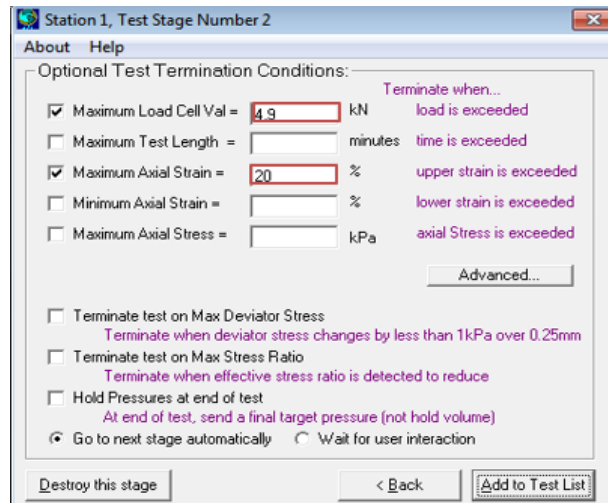 Station 1, Test Stage Number 2
About Help
Optional Test Termination Conditions:
Terminate when...
Maximum Load Cell Val = 4.9 kN load is exceeded
Maximum Test Length = minutes time is exceeded
Maximum Axial Strain = 20 % upper strain is exceeded
Minimum Axial Strain = % lower strain is exceeded
Maximum Axial Stress = kPa axial Stress is exceeded
Advanced...
Terminate test on Max Deviator Stress
Terminate when deviator stress changes by less than 1kPa over 0.25mm
Terminate test on Max Stress Ratio
Terminate when effective stress ratio is detected to reduce
Hold Pressures at end of test
At end of test, send a final target pressure (not hold volume)
Go to next stage automatically Wait for user interaction
Destroy this stage < Back Add to Test List